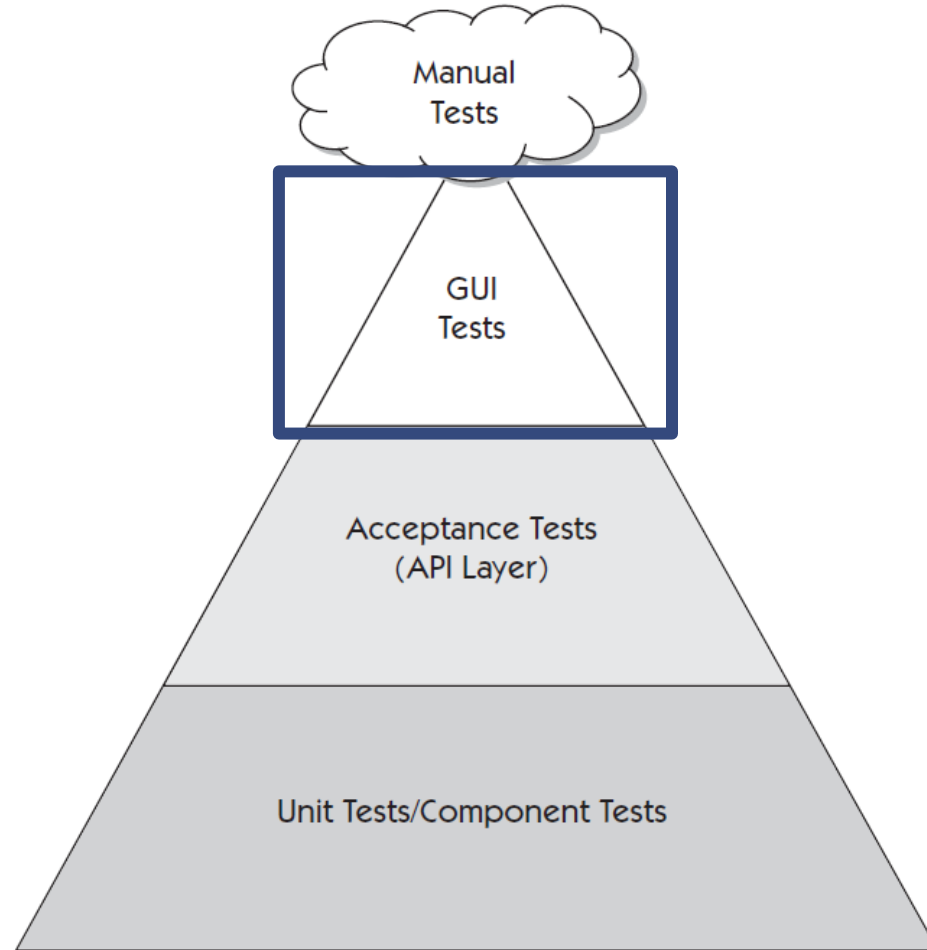 Manual
Tests
GUI
Tests
Acceptance Tests
(API Layer)
Unit Tests/Component Tests